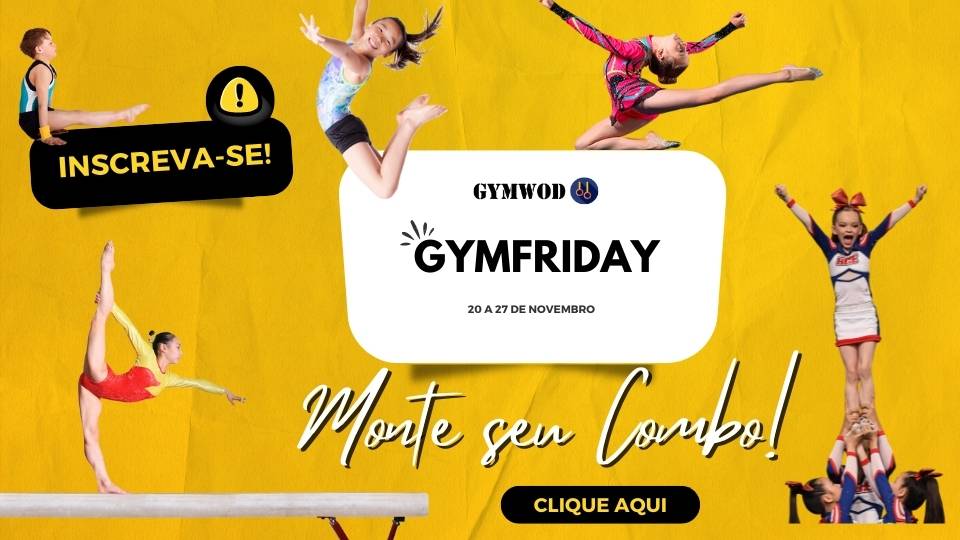 INSCREVA-SE!
GYMWOD
GYMFRIDAY
20 A 27 DE NOVEMBRO
Monte seu Combo!
CLIQUE AQUI